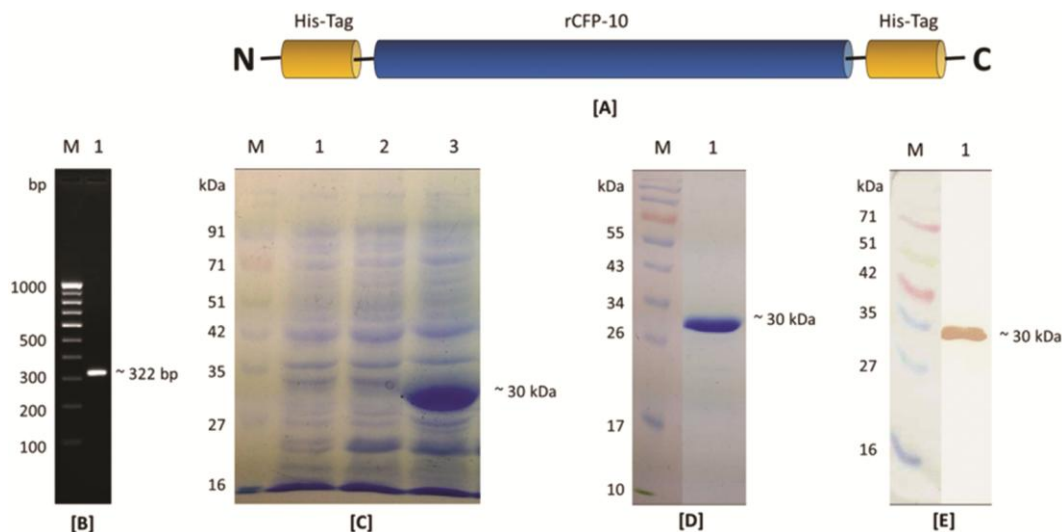 His-Tag rCFP-10 His-Tag
N C
[A]
M 1
bp
1000
500
300
200
100
~ 322 bp
[B]
M 1 2 3
kDa
91
71
51
42
35
27
16
~ 30 kDa
[C]
M 1
kDa
55
43
34
26
17
10
~ 30 kDa
[D]
M 1
kDa
71
51
42
35
27
16
~ 30 kDa
[E]